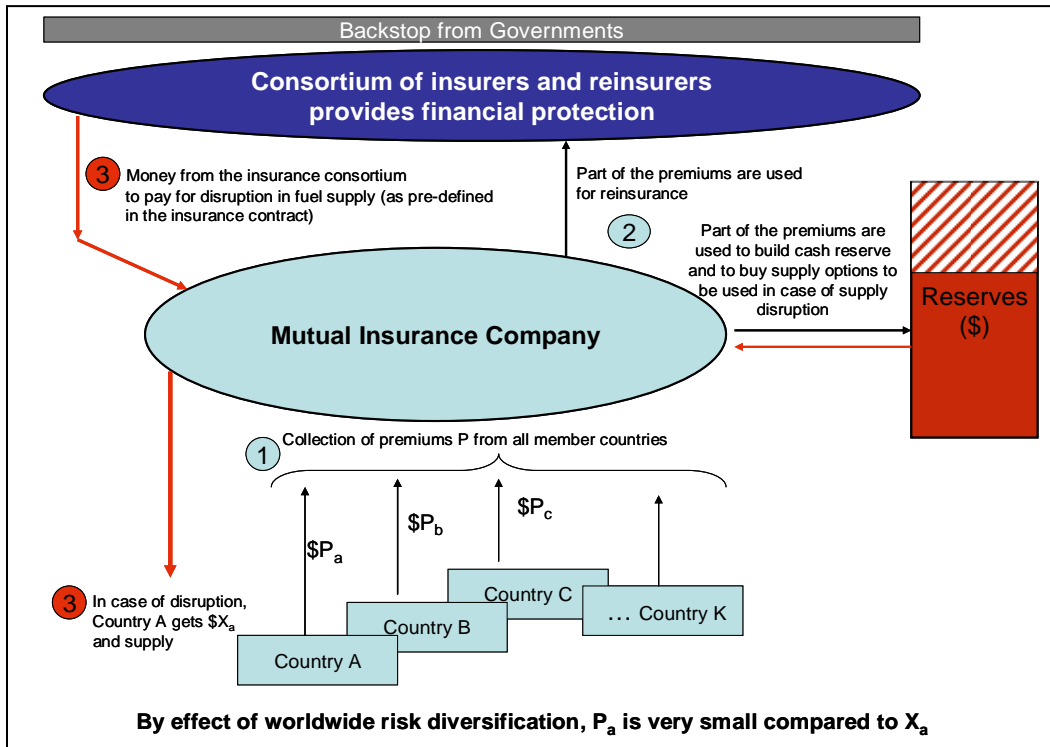 Backstop from Governments
Consortium of insurers and reinsurers
provides financial protection
3
Money from the insurance consortium
to pay for disruption in fuel supply (as pre-defined
in the insurance contract)
Part of the premiums are used
for reinsurance
2
Part of the premiums are
used to build cash reserve
and to buy supply options to
be used in case of supply
disruption
Reserves
($)
Mutual Insurance Company
1
Collection of premiums P from all member countries
$Pa
$Pb
$Pc
3
In case of disruption,
Country A gets $Xa
and supply
Country A
Country B
Country C
... Country K
By effect of worldwide risk diversification, Pa is very small compared to Xa